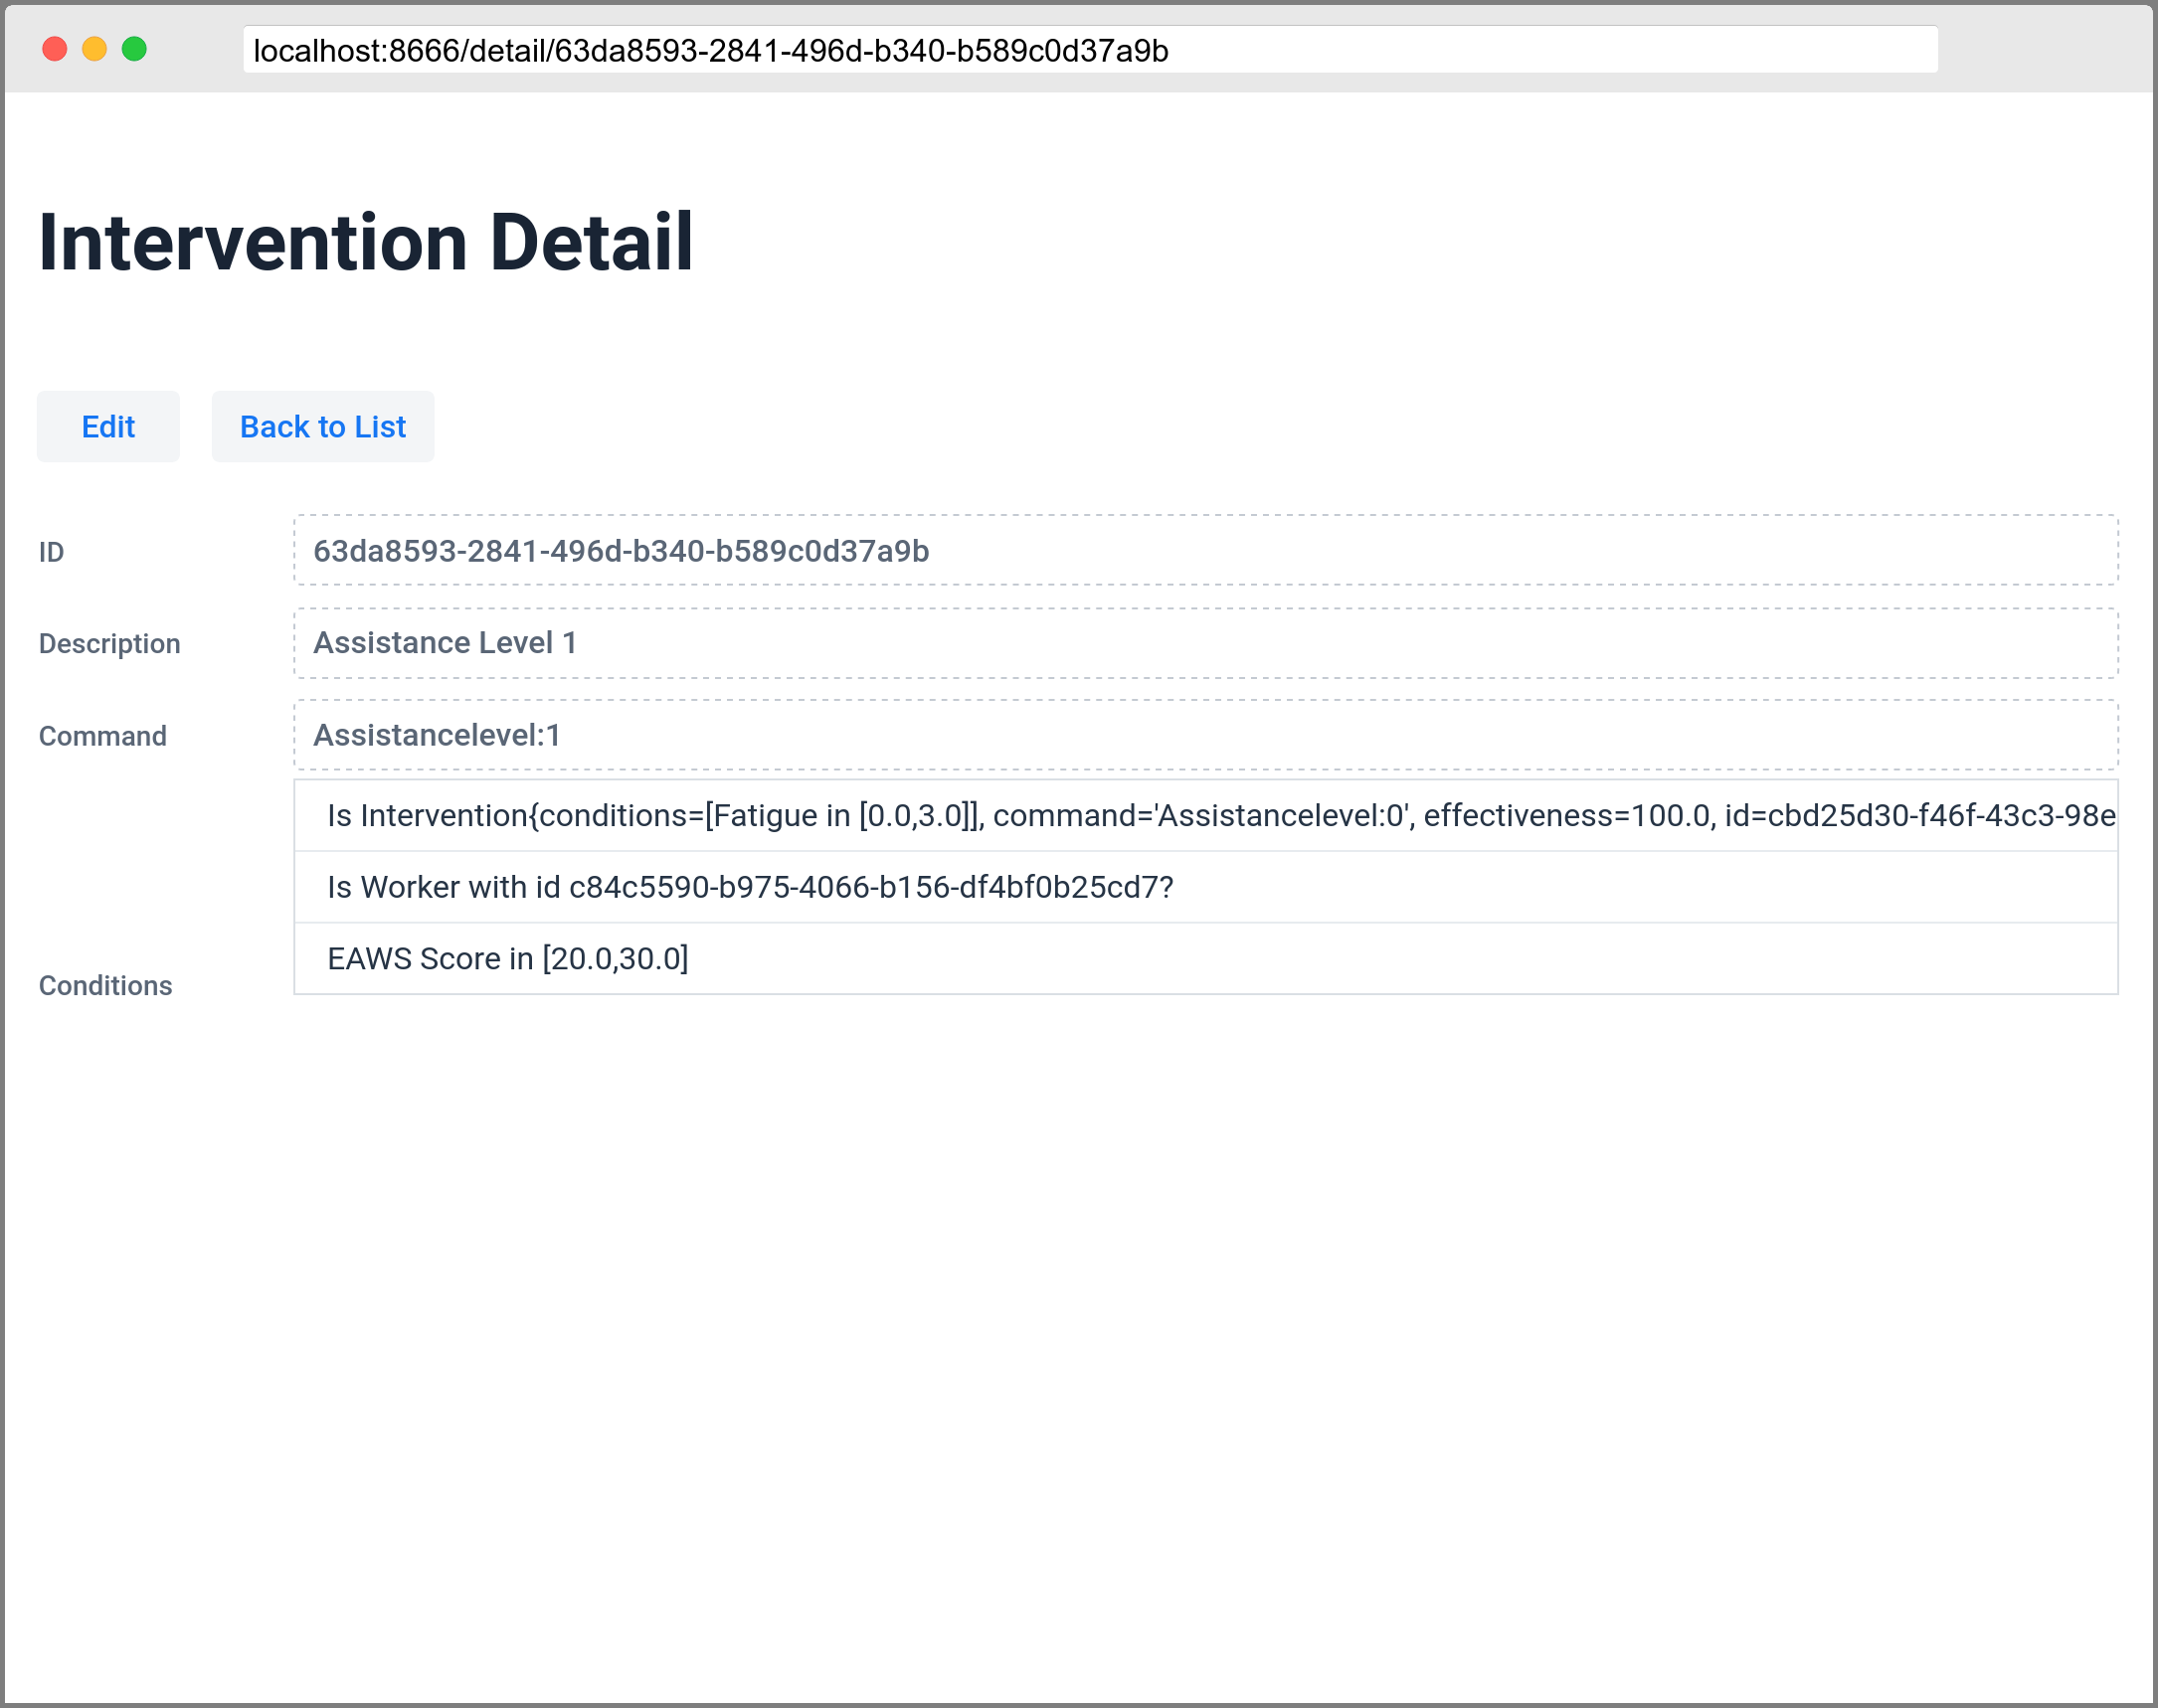 localhost:8666/detail/63da8593-2841-496d-b340-b589c0d37a9b
Intervention Detail
Edit Back to List
ID 63da8593-2841-496d-b340-b589c0d37a9b
Description Assistance Level 1
Command Assistancelevel:1
Is Intervention{conditions=[Fatigue in [0.0,3.0]], command='Assistancelevel:0', effectiveness=100.0, id=cbd25d30-f46f-43c3-98e
Is Worker with id c84c5590-b975-4066-b156-df4bf0b25cd7?
EAWS Score in [20.0,30.0]
Conditions